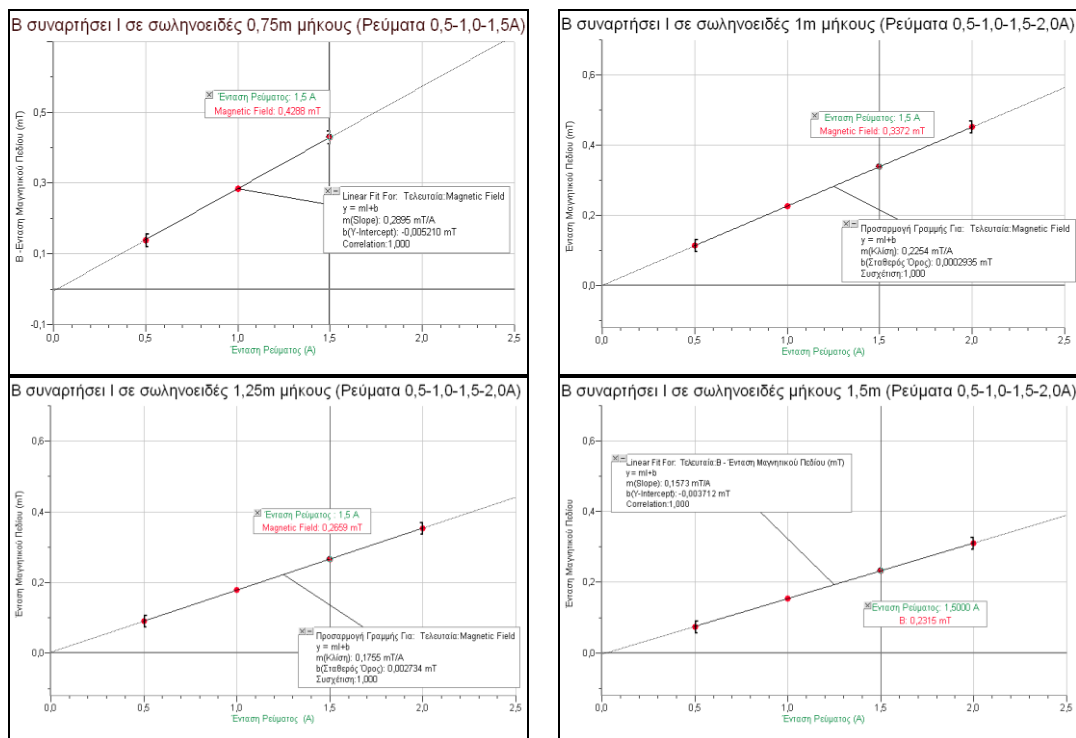 Β συναρτήσει Ι σε σωληνοειδές 0,75m μήκους (Ρεύματα 0,5-1,0-1,5Α)
Β -Ένταση Μαγνητικού Πεδίου (mT)
0,5
0,3
0,1
-0,1
Ένταση Ρεύματος: 1,5 A
Magnetic Field: 0,4288 mT
Linear Fit For: Τελευταία:Magnetic Field
y = mI+b
m(Slope): 0,2895 mT/A
b(Y-Intercept): -0,005210 mT
Correlation:1,000
0,0 0,5 1,0 1,5 2,0 2,5
Ένταση Ρεύματος (A)
Β συναρτήσει Ι σε σωληνοειδές 1m μήκους (Ρεύματα 0,5-1,0-1,5-2,0Α)
Ένταση Μαγνητικού Πεδίου (mT)
0,6
0,4
0,2
0,0
Ένταση Ρεύματος: 1,5 A
Magnetic Field: 0,3372 mT
Προσαρμογή Γραμμής Για: Τελευταία:Magnetic Field
y = mI+b
m(Κλίση): 0,2254 mT/A
b(Σταθερός Όρος): 0,0002935 mT
Συσχέτιση:1,000
0,0 0,5 1,0 1,5 2,0 2,5
Ένταση Ρεύματος (A)
Β συναρτήσει Ι σε σωληνοειδές 1,25m μήκους (Ρεύματα 0,5-1,0-1,5-2,0Α)
Ένταση Μαγνητικού Πεδίου (mT)
0,6
0,4
0,2
0,0
Ένταση Ρεύματος : 1,5 A
Magnetic Field: 0,2659 mT
Προσαρμογή Γραμμής Για: Τελευταία:Magnetic Field
y = mI+b
m(Κλίση): 0,1755 mT/A
b(Σταθερός Όρος): 0,002734 mT
Συσχέτιση:1,000
0,0 0,5 1,0 1,5 2,0 2,5
Ένταση Ρεύματος (A)
Β συναρτήσει Ι σε σωληνοειδές μήκους 1,5m (Ρεύματα 0,5-1,0-1,5-2,0Α)
Ένταση Μαγνητικού Πεδίου
0,6
0,4
0,2
0,0
Linear Fit For: Τελευταία:Β - Ένταση Μαγνητικού Πεδίου (mT)
y = mI+b
m(Slope): 0,1573 mT/A
b(Y-Intercept): -0,003712 mT
Correlation:1,000
Ένταση Ρεύματος: 1,5000 A
B: 0,2315 mT
0,0 0,5 1,0 1,5 2,0 2,5
Ένταση Ρεύματος (A)